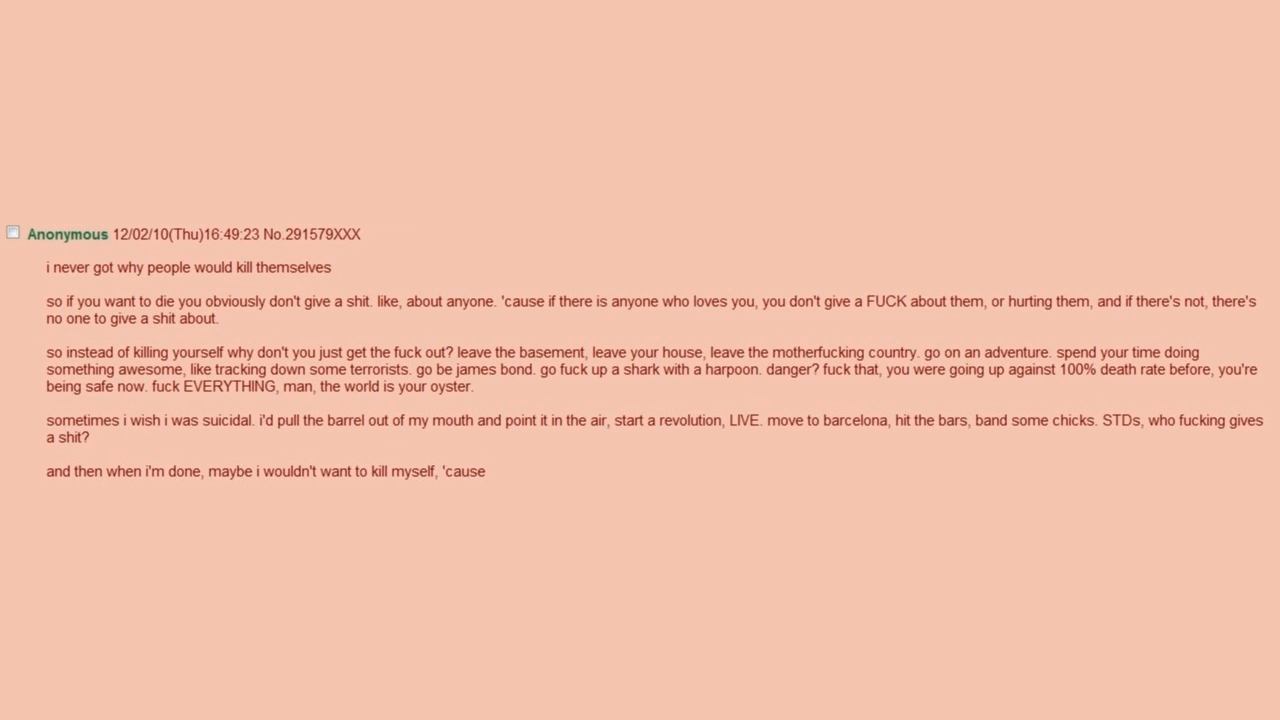 Anonymous 12/02/10(Thu)16:49:23 No.291579XXX
i never got why people would kill themselves
so if you want to die you obviously don't give a shit. like, about anyone. 'cause if there is anyone who loves you, you don't give a FUCK about them, or hurting them, and if there's not, there's
no one to give a shit about.
so instead of killing yourself why don't you just get the fuck out? leave the basement, leave your house, leave the motherfucking country. go on an adventure. spend your time doing
something awesome, like tracking down some terrorists. go be james bond. go fuck up a shark with a harpoon. danger? fuck that, you were going up against 100% death rate before, you're
being safe now. fuck EVERYTHING, man, the world is your oyster.
sometimes i wish i was suicidal. i'd pull the barrel out of my mouth and point it in the air, start a revolution, LIVE. move to barcelona, hit the bars, band some chicks. STDs, who fucking gives
a shit?
and then when i'm done, maybe i wouldn't want to kill myself, 'cause